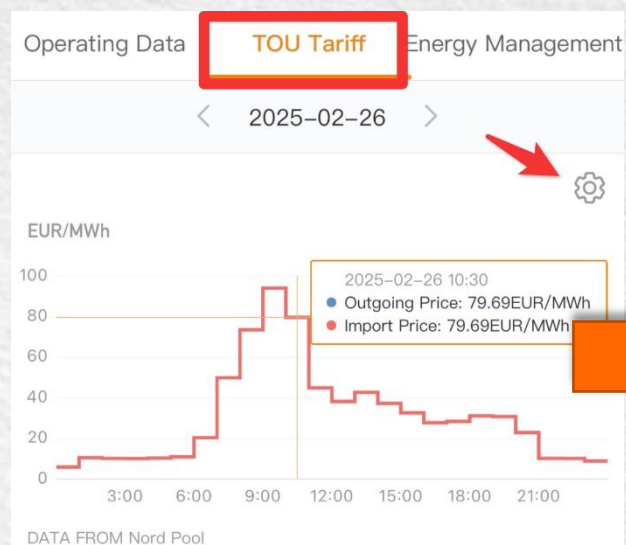 Operating Data TOU Tariff Energy Management
2025-02-26
EUR/MWh
100
80
60
40
20
0
2025-02-26 10:30
Outgoing Price: 79.69EUR/MWh
Import Price: 79.69EUR/MWh
3:00 6:00 9:00 12:00 15:00 18:00 21:00
DATA FROM Nord Pool